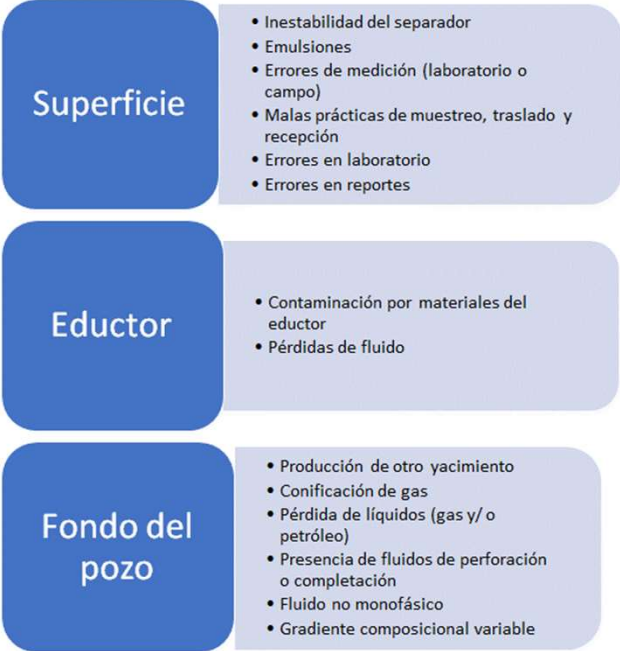 Superficie
• Inestabilidad del separador
• Emulsiones
• Errores de medición (laboratorio o
campo)
• Malas prácticas de muestreo, traslado y
recepción
• Errores en laboratorio
• Errores en reportes
Eductor
• Contaminación por materiales del
eductor
• Pérdidas de fluido
Fondo del
pozo
• Producción de otro yacimiento
• Conificación de gas
• Pérdida de líquidos (gas y/ o
petróleo)
• Presencia de fluidos de perforación
o completación
• Fluido no monofásico
• Gradiente composicional variable